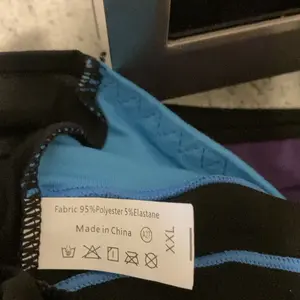 Fabric 95%Polyester 5%Elastane
Made in China
XXL